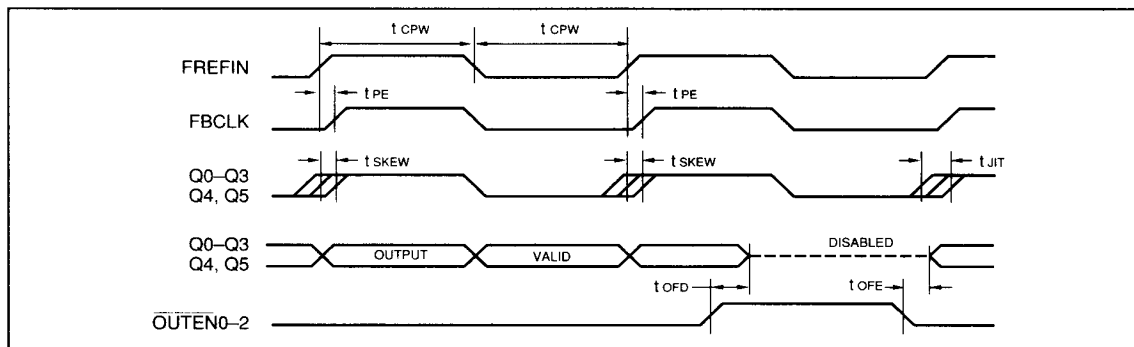 t CPW t CPW
FREFIN
t PE t PE
FBCLK
t SKEW t SKEW t JIT
Q0–Q3
Q4, Q5
Q0–Q3 DISABLED
Q4, Q5 OUTPUT VALID
t OFD t OFE
OUTEN0–2